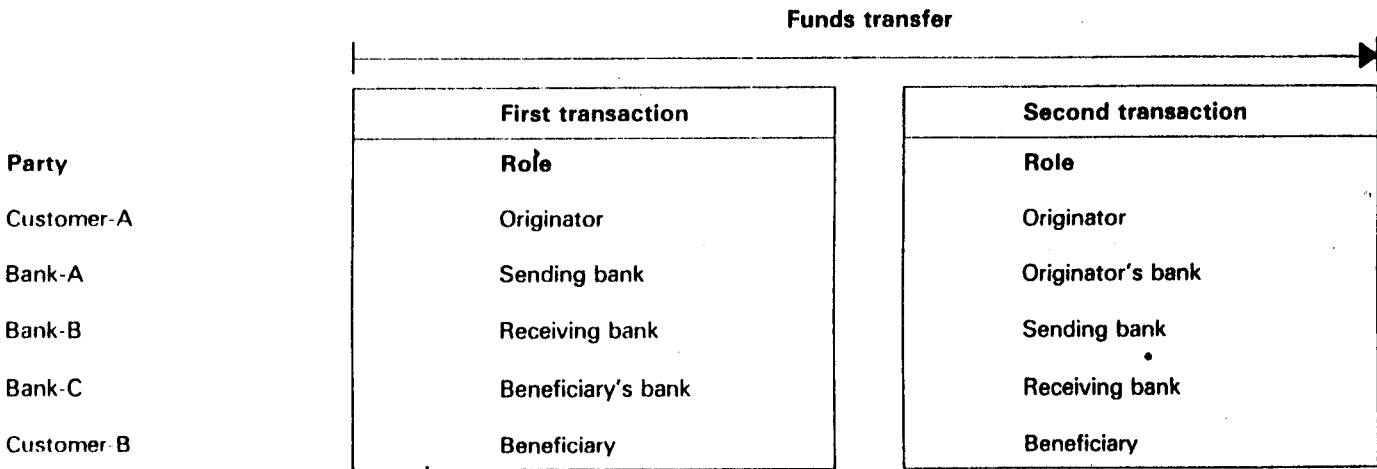 Funds transfer
First transaction Second transaction
Party Role Role
Customer-A Originator Originator
Bank-A Sending bank Originator's bank
Bank-B Receiving bank Sending bank
Bank-C Beneficiary's bank Receiving bank
Customer B Beneficiary Beneficiary